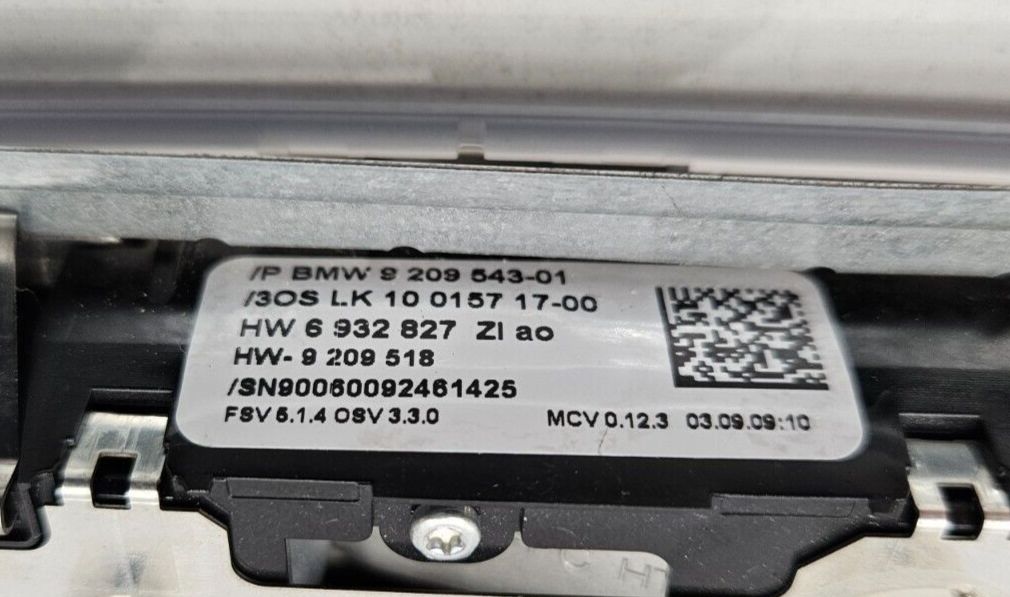 /P BMW 9 209 543-01
/3OS LK 10 0157 17-00
HW 6 932 827 ZI ao
HW- 9 209 518
/SN90060092461425
FSV 5.1.4 OSV 3.3.0 MCV 0.12.3 03.09.09:10